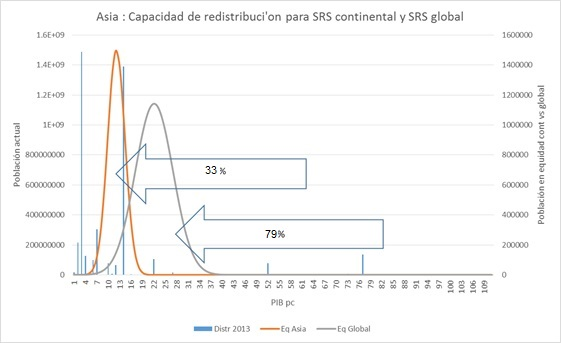 Asia : Capacidad de redistribuci'on para SRS continental y SRS global
1.6E+09
1.4E+09
1.2E+09
1E+09
800000000
600000000
400000000
200000000
0
Población actual
1600000
1400000
1200000
1000000
800000
600000
400000
200000
0
Población en equidad cont vs global
33 %
79%
1 4 7 10 13 16 19 22 25 28 31 34 37 40 43 46 49 52 55 58 61 64 67 70 73 76 79 82 85 88 91 94 97 100 103 106 109
PIB pc
Distr 2013 Eq Asia Eq Global